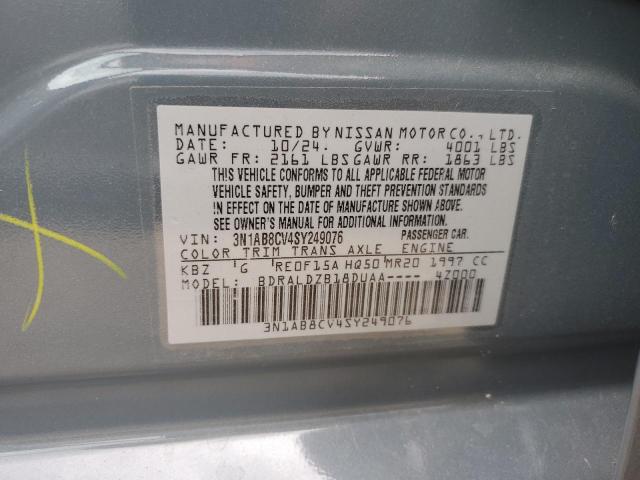 MANUFACTURED BY NISSAN MOTOR CO., LTD.
DATE: 10/24. GVWR: 4001 LBS
GAWR FR: 2161 LBS GAWR RR: 1863 LBS
THIS VEHICLE CONFORMS TO ALL APPLICABLE FEDERAL MOTOR
VEHICLE SAFETY, BUMPER AND THEFT PREVENTION STANDARDS
IN EFFECT ON THE DATE OF MANUFACTURE SHOWN ABOVE.
SEE OWNER'S MANUAL FOR ADDITIONAL INFORMATION.
VIN: 3N1AB8CV4SY249076 PASSENGER CAR.
COLOR TRIM TRANS AXLE ENGINE
KBZ G RE0F15A HQ50 MR20 1997 CC
MODEL: BDRALDZB18DUAA---- 4Z000
3N1AB8CV4SY249076